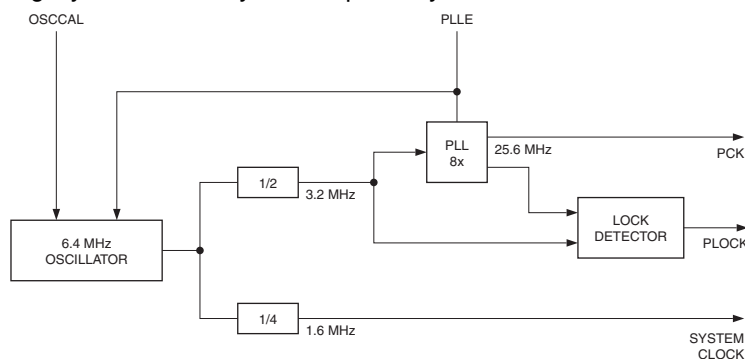 OSCCAL
PLLE
PLL
8x
25.6 MHz
PCK
1/2
3.2 MHz
LOCK
DETECTOR
PLOCK
6.4 MHz
OSCILLATOR
1/4
1.6 MHz
SYSTEM
CLOCK